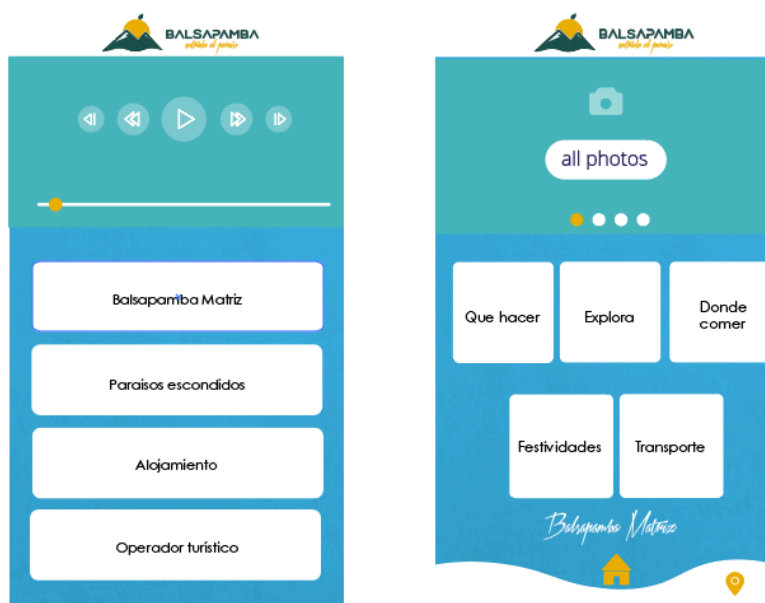 BALSAPAMBA
Balsapamba Matriz
Paraisos escondidos
Alojamiento
Operador turístico
BALSAPAMBA
all photos
Que hacer
Explora
Donde
comer
Festividades
Transporte
Balsapamba Matriz